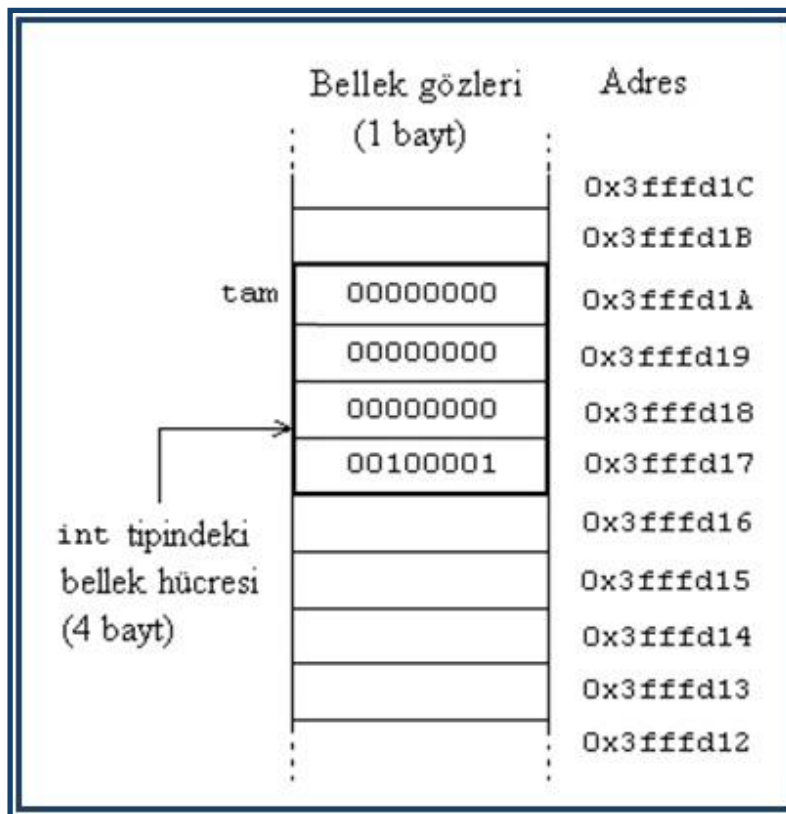 Bellek gözleri Adres
(1 bayt)
0x3fffd1C
0x3fffd1B
tam 00000000 0x3fffd1A
00000000 0x3fffd19
00000000 0x3fffd18
00100001 0x3fffd17
int tipindeki 0x3fffd16
bellek hücresi 0x3fffd15
(4 bayt) 0x3fffd14
0x3fffd13
0x3fffd12